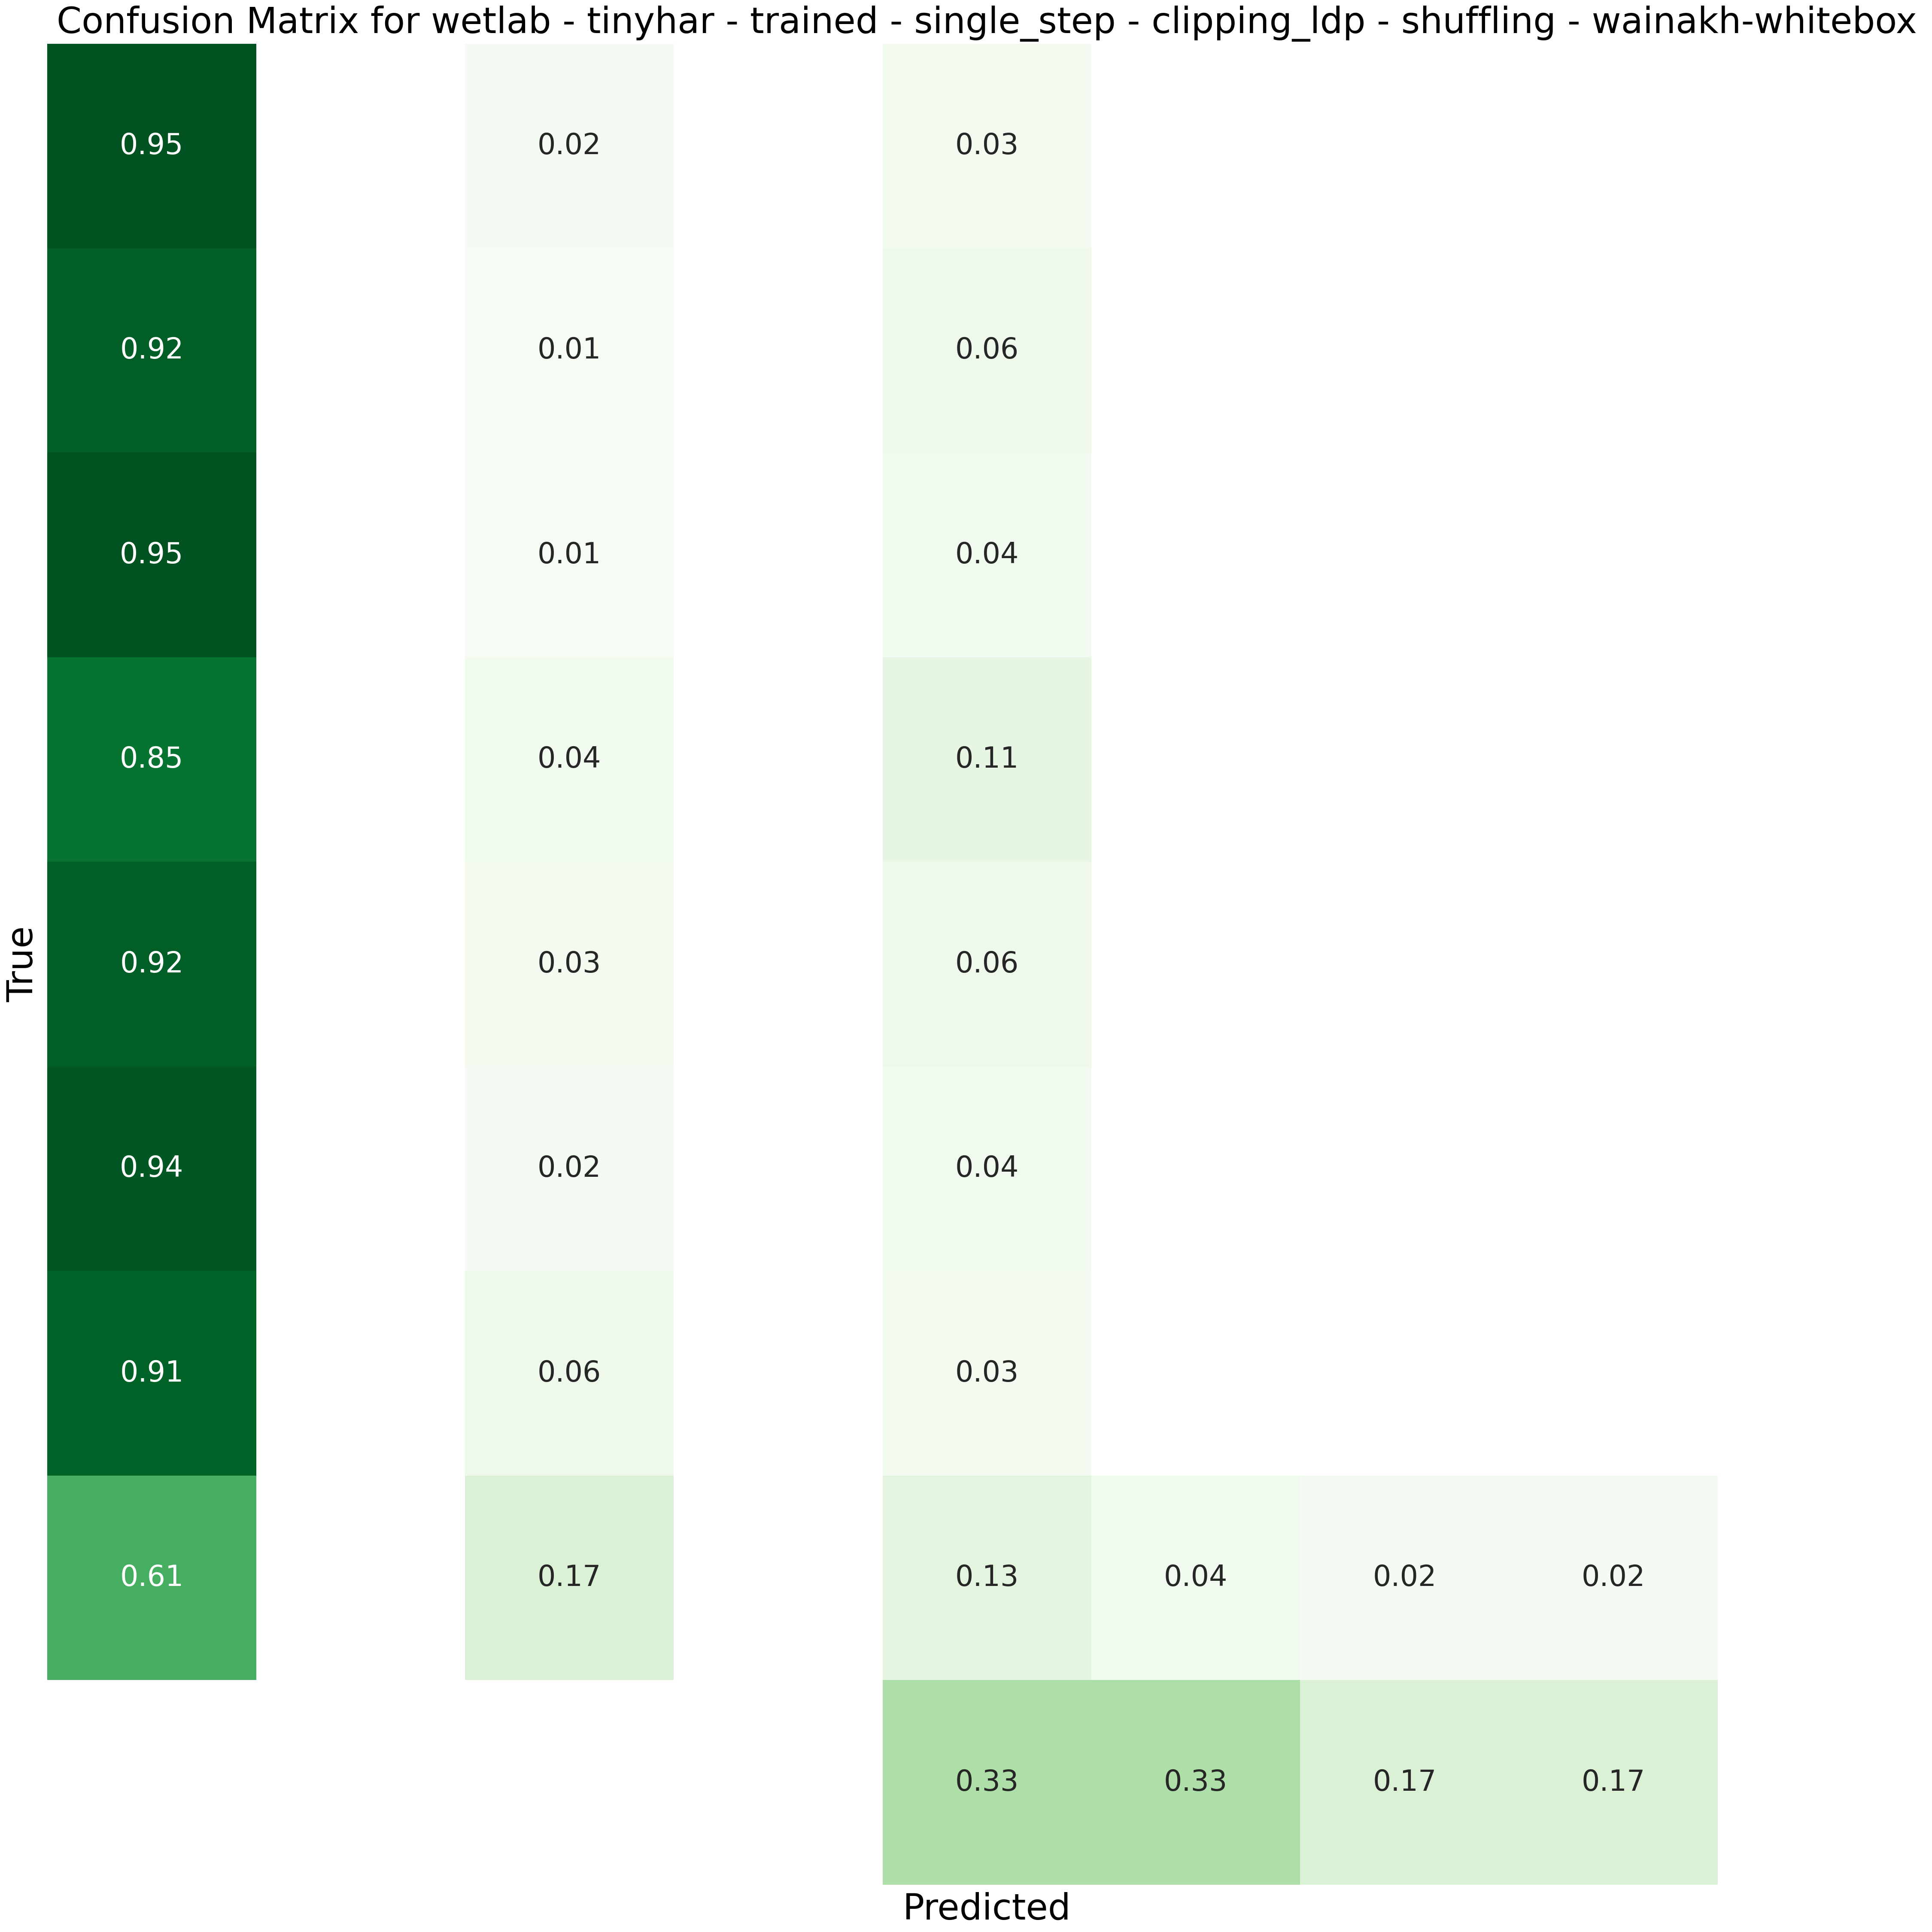 Confusion Matrix for wetlab - tinyhar - trained - single_step - clipping_ldp - shuffling - wainakh-whitebox
0.95 0.02 0.03
0.92 0.01 0.06
0.95 0.01 0.04
0.85 0.04 0.11
True
0.92 0.03 0.06
0.94 0.02 0.04
0.91 0.06 0.03
0.61 0.17 0.13 0.04 0.02 0.02
0.33 0.33 0.17 0.17
Predicted